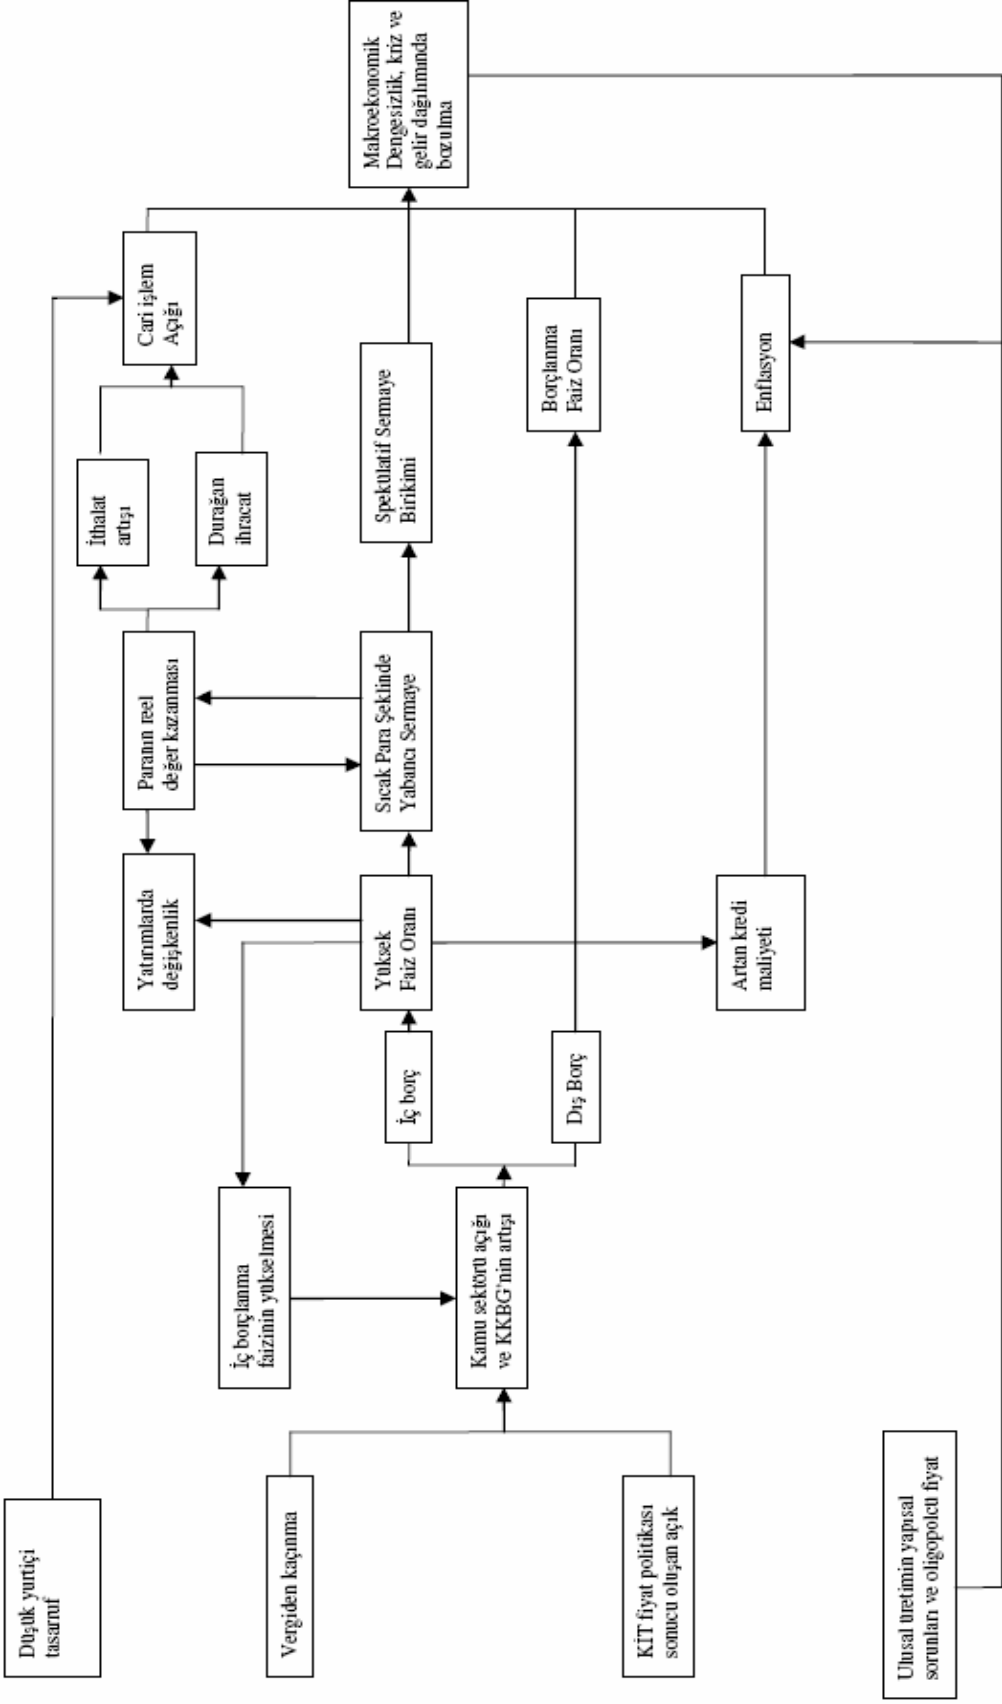 Düşük yurtiçi
tasarruf
Vergiden kaçınma
KİT fiyat politikası
sonucu oluşan açık
Ulusal üretimin yapısal
sorunları ve oligopolcü fiyat
İç borçlanma
faizinin yükselmesi
Kamu sektörü açığı
ve KKBG'nin artışı
İç borç
Dış Borç
Yatırımlarda
değişkenlik
Yüksek
Faiz Oranı
Artan kredi
maliyeti
Paranın reel
değer kazanması
Sıcak Para Şeklinde
Yabancı Sermaye
İthalat
artışı
Durağan
ihracat
Spekülatif Sermaye
Birikimi
Cari işlem
Açığı
Borçlanma
Faiz Oranı
Enflasyon
Makroekonomik
Dengesizlik, kriz ve
gelir dağılımında
bozulma